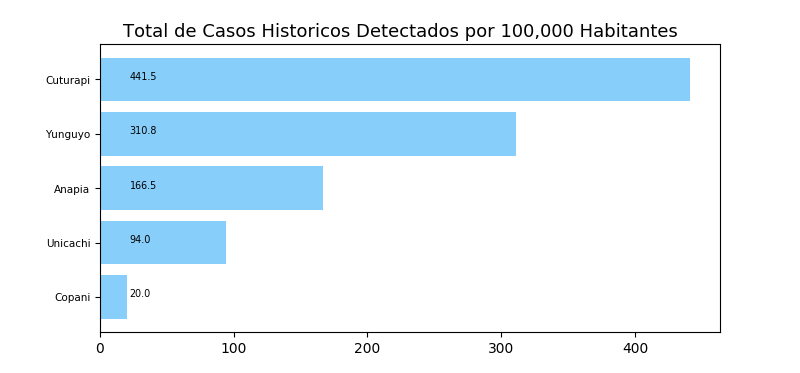 Total de Casos Historicos Detectados por 100,000 Habitantes
Cuturapi 441.5
Yunguyo 310.8
Anapia 166.5
Unicachi 94.0
Copani 20.0
0 100 200 300 400